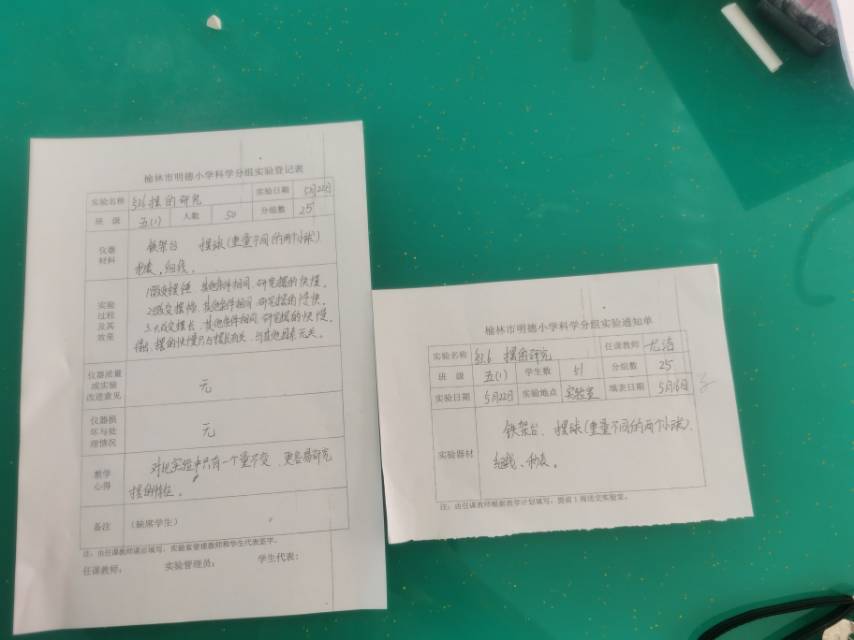 榆林市明德小学科学分组实验登记表
实验名称 §2.6 摆的研究 实验日期 5月22日
班 级 五(1) 人数 50 分组数 25
仪器材料 铁架台 摆球(重量不同的两个小球)
秒表、细线、
实验过程及其效果 1.改变摆锤,其他条件相同,研究摆的快慢.
2.改变摆幅,其他条件相同,研究摆的慢快.
3.改变摆长,其他条件相同,研究摆的快慢.
得出:摆的快慢只与摆长有关,与其他因素无关.
仪器质量或实验改进意见 无
仪器损坏与处理情况 无
教学心得 对比实验中只有一个量不变、更容易研究
摆的特征。
备注 (缺席学生)
注:由任课教师课后填写,实验室管理教师和学生代表签字。
任课教师: 实验管理员: 学生代表:
榆林市明德小学科学分组实验通知单
实验名称 §2.6 摆的研究 任课教师
班 级 五(1) 学生数 51 分组数 25
实验日期 5月22日 实验地点 实验室 填表日期 5月6日
实验器材 铁架台、摆球(重量不同的两个小球)、
细线、秒表。
注:由任课教师根据教学计划填写,提前1周送交实验室。